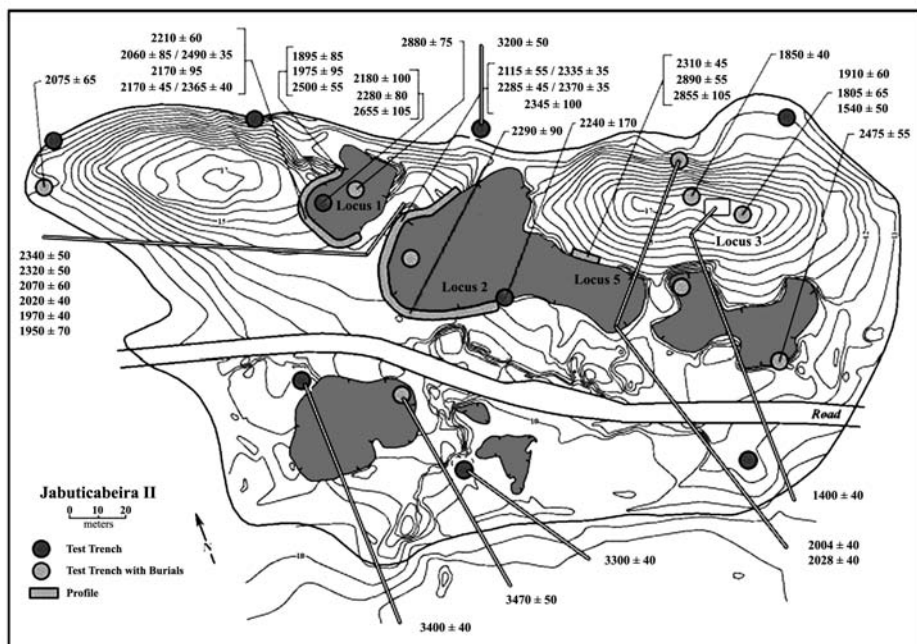 2210 ± 60
2060 ± 85 / 2490 ± 35
2170 ± 95
2170 ± 45 / 2365 ± 40
2075 ± 65
1895 ± 85
1975 ± 95
2500 ± 55
2880 ± 75
2180 ± 100
2280 ± 80
2655 ± 105
3200 ± 50
2115 ± 55 / 2335 ± 35
2285 ± 45 / 2370 ± 35
2345 ± 100
2290 ± 90
2240 ± 170
2310 ± 45
2890 ± 55
2855 ± 105
1850 ± 40
1910 ± 60
1805 ± 65
1540 ± 50
2475 ± 55
Locus 1
Locus 2
Locus 5
Locus 3
15
17
10
10
2340 ± 50
2320 ± 50
2070 ± 60
2020 ± 40
1970 ± 40
1950 ± 70
Road
1400 ± 40
2004 ± 40
2028 ± 40
3300 ± 40
3470 ± 50
3400 ± 40
Jabuticabeira II
0 10 20
meters
N
Test Trench
Test Trench with Burials
Profile